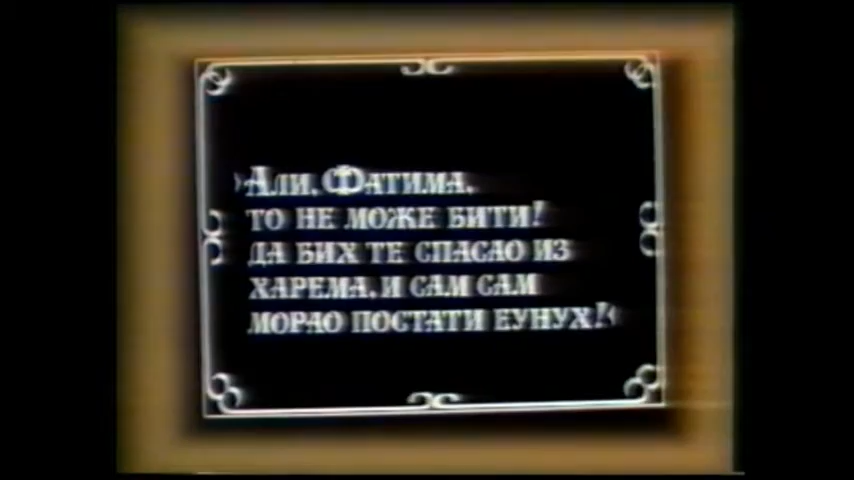 ›Али, Фатима,
то не може бити!
Да бих те спасао из
харема, и сам сам
морао постати еунух!‹